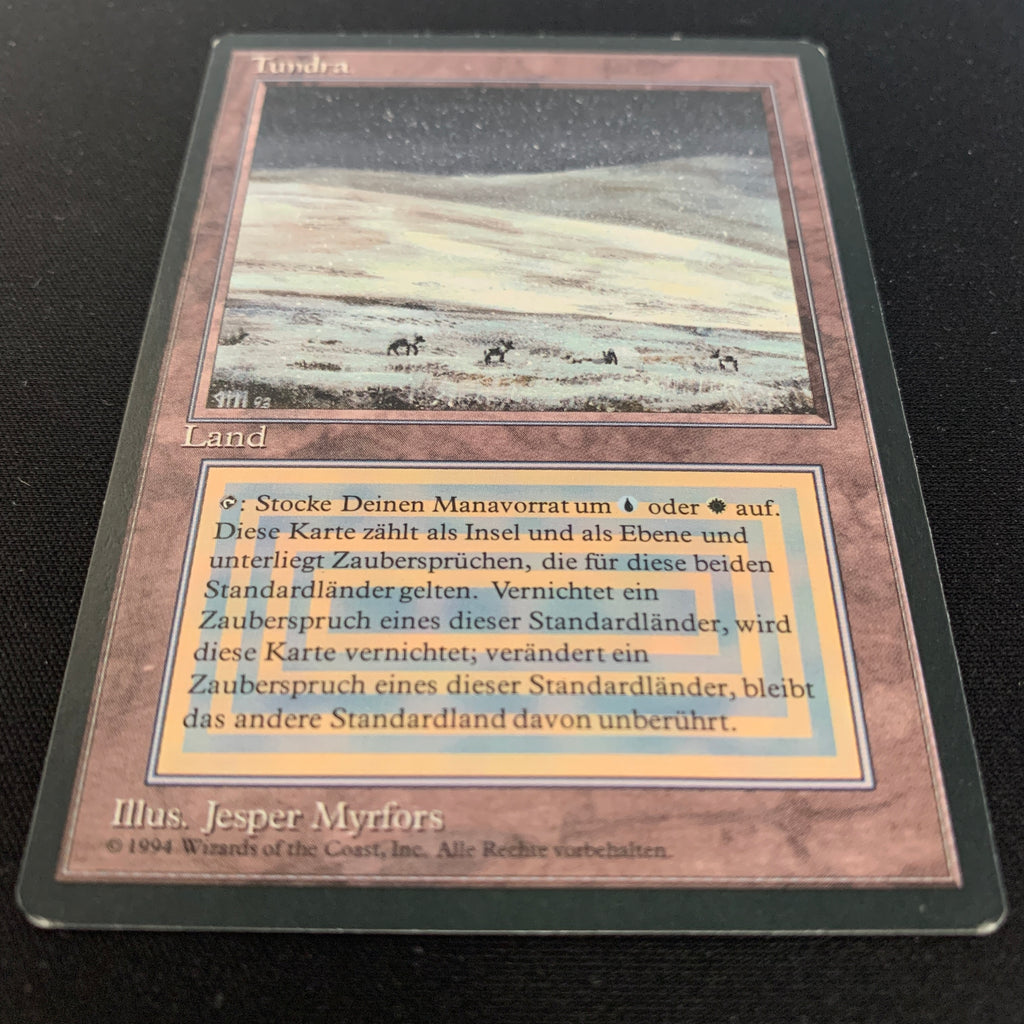 Tundra
JM 93
Land
: Stocke Deinen Manavorrat um oder auf.
Diese Karte zählt als Insel und als Ebene und
unterliegt Zaubersprüchen, die für diese beiden
Standardländer gelten. Vernichtet ein
Zauberspruch eines dieser Standardländer, wird
diese Karte vernichtet; verändert ein
Zauberspruch eines dieser Standardländer, bleibt
das andere Standardland davon unberührt.
Illus. Jesper Myrfors
© 1994 Wizards of the Coast, Inc. Alle Rechte vorbehalten.